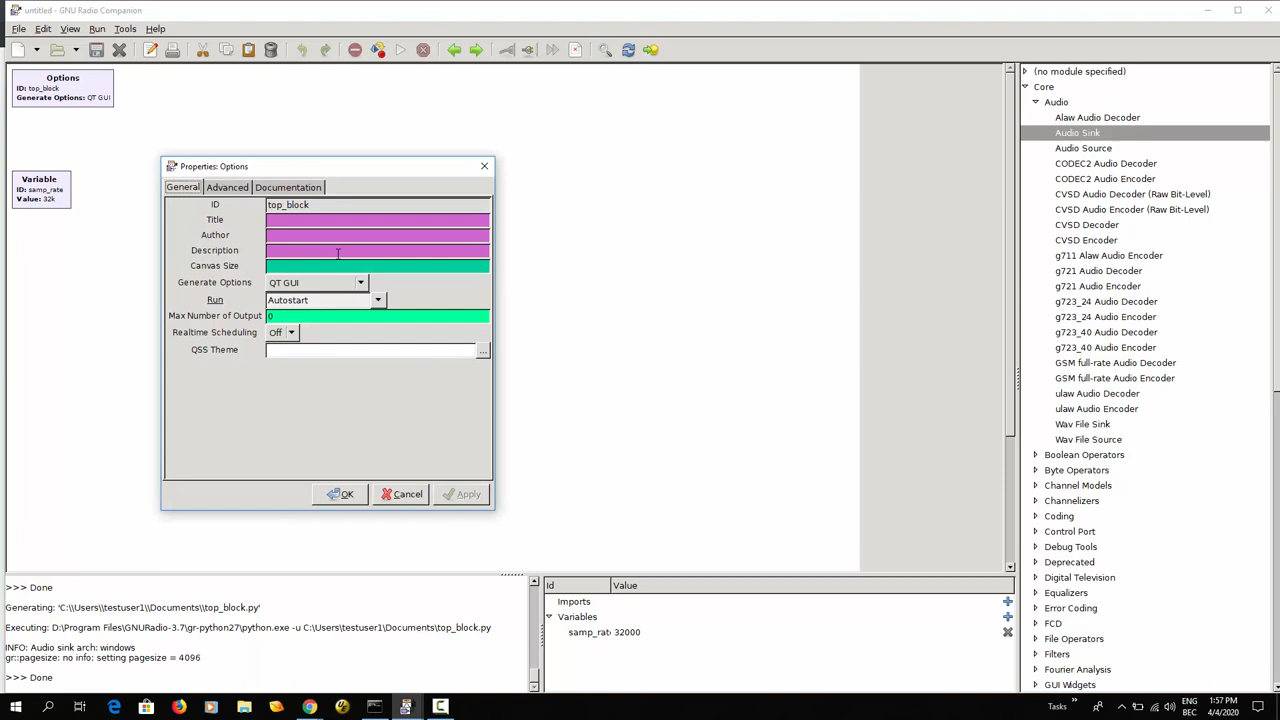 untitled - GNU Radio Companion
File Edit View Run Tools Help
Options
ID: top_block
Generate Options: QT GUI
Variable
ID: samp_rate
Value: 32k
Properties: Options
General Advanced Documentation
ID top_block
Title
Author
Description
Canvas Size
Generate Options QT GUI
Run Autostart
Max Number of Output 0
Realtime Scheduling Off
QSS Theme ...
OK Cancel Apply
(no module specified)
Core
Audio
Alaw Audio Decoder
Audio Sink
Audio Source
CODEC2 Audio Decoder
CODEC2 Audio Encoder
CVSD Audio Decoder (Raw Bit-Level)
CVSD Audio Encoder (Raw Bit-Level)
CVSD Decoder
CVSD Encoder
g711 Alaw Audio Encoder
g721 Audio Decoder
g721 Audio Encoder
g723_24 Audio Decoder
g723_24 Audio Encoder
g723_40 Audio Decoder
g723_40 Audio Encoder
GSM full-rate Audio Decoder
GSM full-rate Audio Encoder
ulaw Audio Decoder
ulaw Audio Encoder
Wav File Sink
Wav File Source
Boolean Operators
Byte Operators
Channel Models
Channelizers
Coding
Control Port
Debug Tools
Deprecated
Digital Television
Equalizers
Error Coding
FCD
File Operators
Filters
Fourier Analysis
GUI Widgets
>>> Done
Generating: 'C:\\Users\\testuser1\\Documents\\top_block.py'
Executing: D:\Program Files\GNURadio-3.7\gr-python27\python.exe -u C:\Users\testuser1\Documents\top_block.py
INFO: Audio sink arch: windows
gr::pagesize: no info: setting pagesize = 4096
>>> Done
Id Value
Imports
Variables
samp_rat 32000
Tasks
ENG
BEC
1:57 PM
4/4/2020